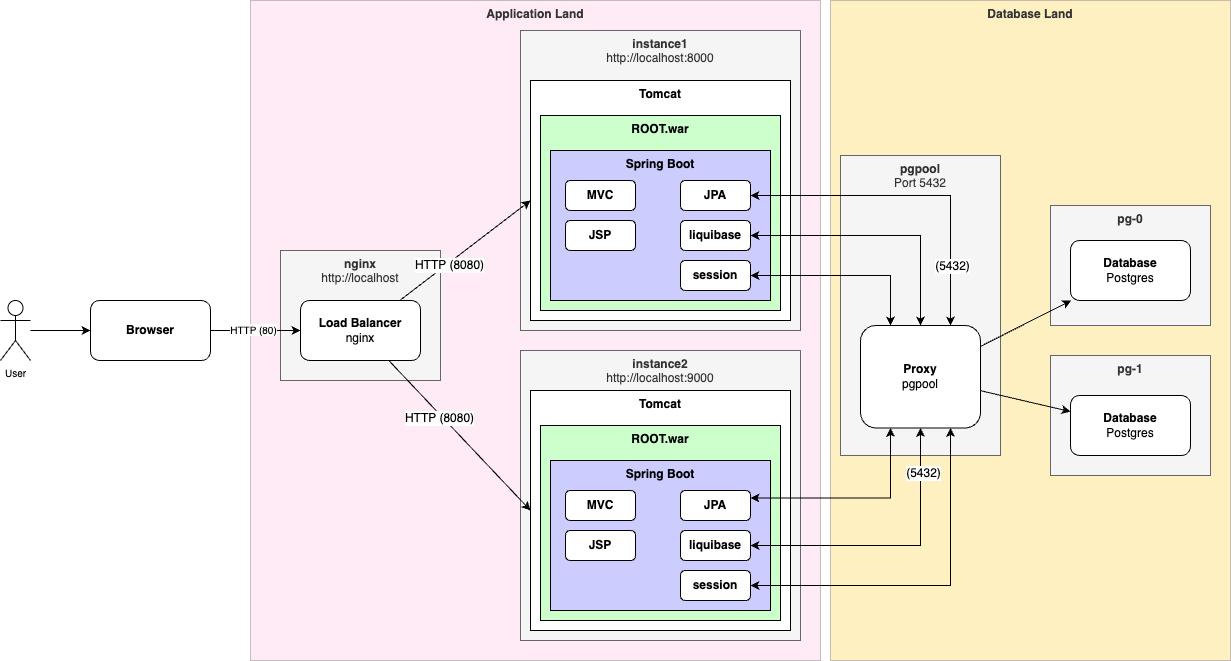 Application Land
Database Land
instance1
http://localhost:8000
Tomcat
ROOT.war
Spring Boot
MVC
JPA
JSP
liquibase
session
pgpool
Port 5432
(5432)
pg-0
Database
Postgres
nginx
http://localhost
HTTP (8080)
User
Browser
HTTP (80)
Load Balancer
nginx
Proxy
pgpool
pg-1
Database
Postgres
HTTP (8080)
instance2
http://localhost:9000
Tomcat
ROOT.war
Spring Boot
MVC
JPA
JSP
liquibase
session
(5432)